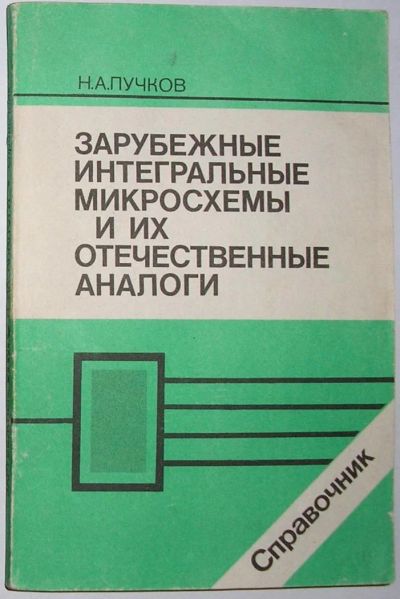 Н.А.ПУЧКОВ
ЗАРУБЕЖНЫЕ
ИНТЕГРАЛЬНЫЕ
МИКРОСХЕМЫ
И ИХ
ОТЕЧЕСТВЕННЫЕ
АНАЛОГИ
Справочник